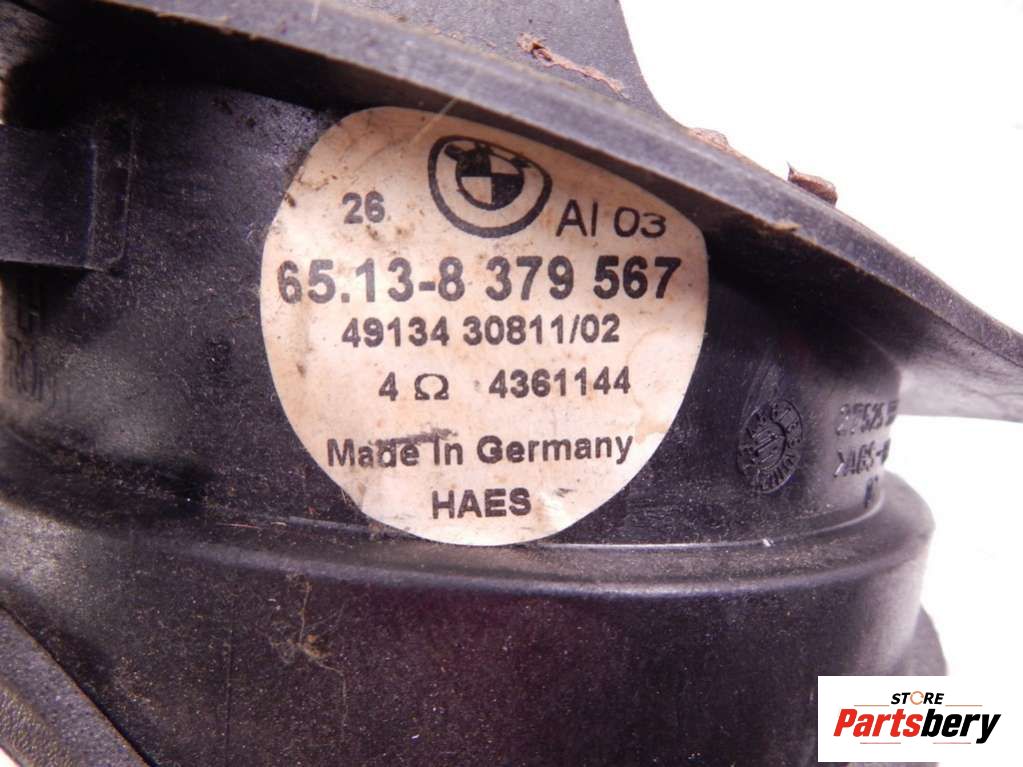 26
AI 03
65.13-8 379 567
49134 30811/02
4 Ω 4361144
Made in Germany
HAES
STORE
Partsbery